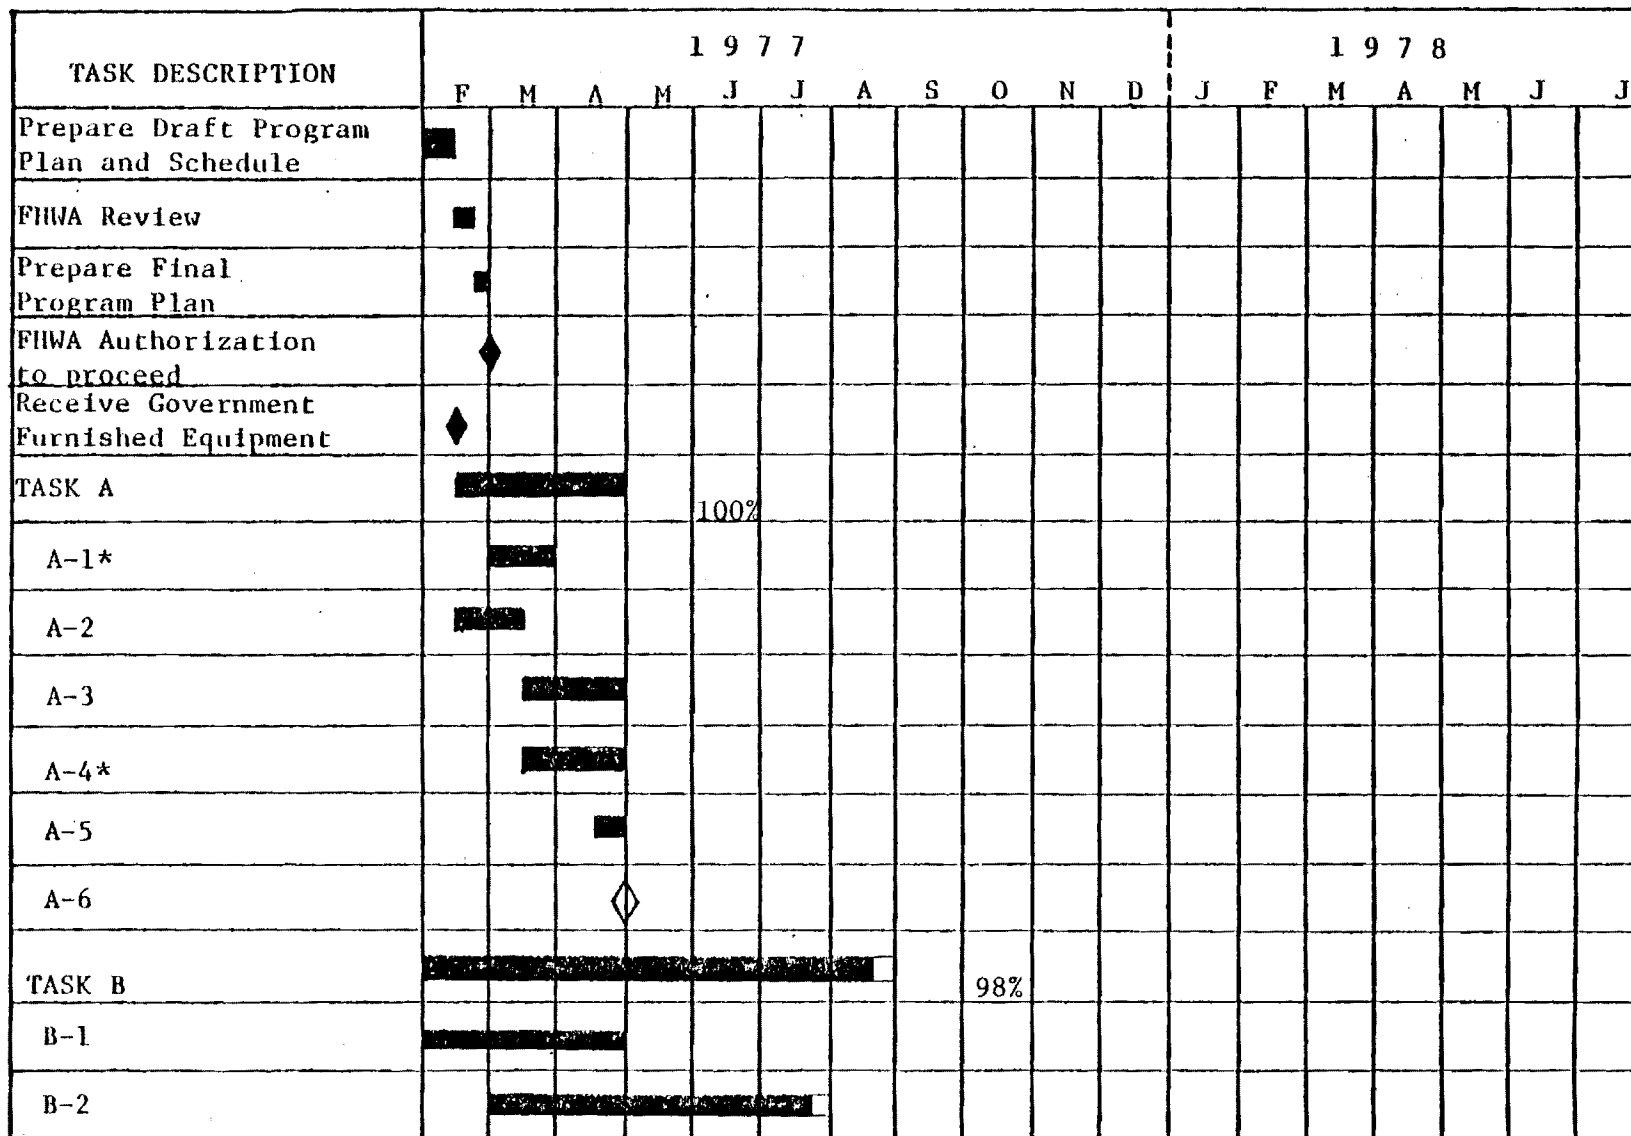 1 9 7 7 1 9 7 8
TASK DESCRIPTION
F M A M J J A S O N D J F M A M J J
Prepare Draft Program
Plan and Schedule
FHWA Review
Prepare Final
Program Plan
FHWA Authorization
to proceed
Receive Government
Furnished Equipment
TASK A
100%
A-1*
A-2
A-3
A-4*
A-5
A-6
TASK B
98%
B-1
B-2